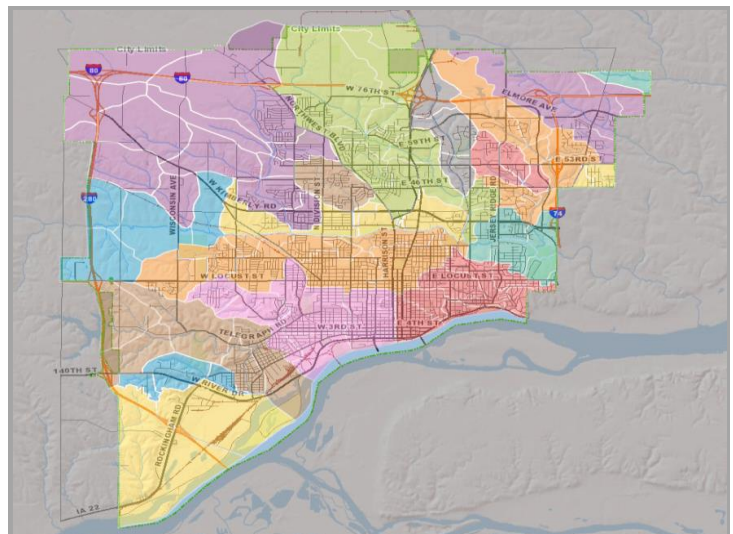 City Limits
City Limits
80
80
W 76TH ST
ELMORE AVE
NORTHWEST BLVD
E 59TH ST
E 53RD ST
E 46TH ST
W KIMBERLY RD
N DIVISION ST
WISCONSIN AVE
JERSEY RIDGE RD
280
74
HARRISON ST
W LOCUST ST
E LOCUST ST
TELEGRAPH RD
W 3RD ST
E 4TH ST
140TH ST
W RIVER DR
ROCKINGHAM RD
IA 22